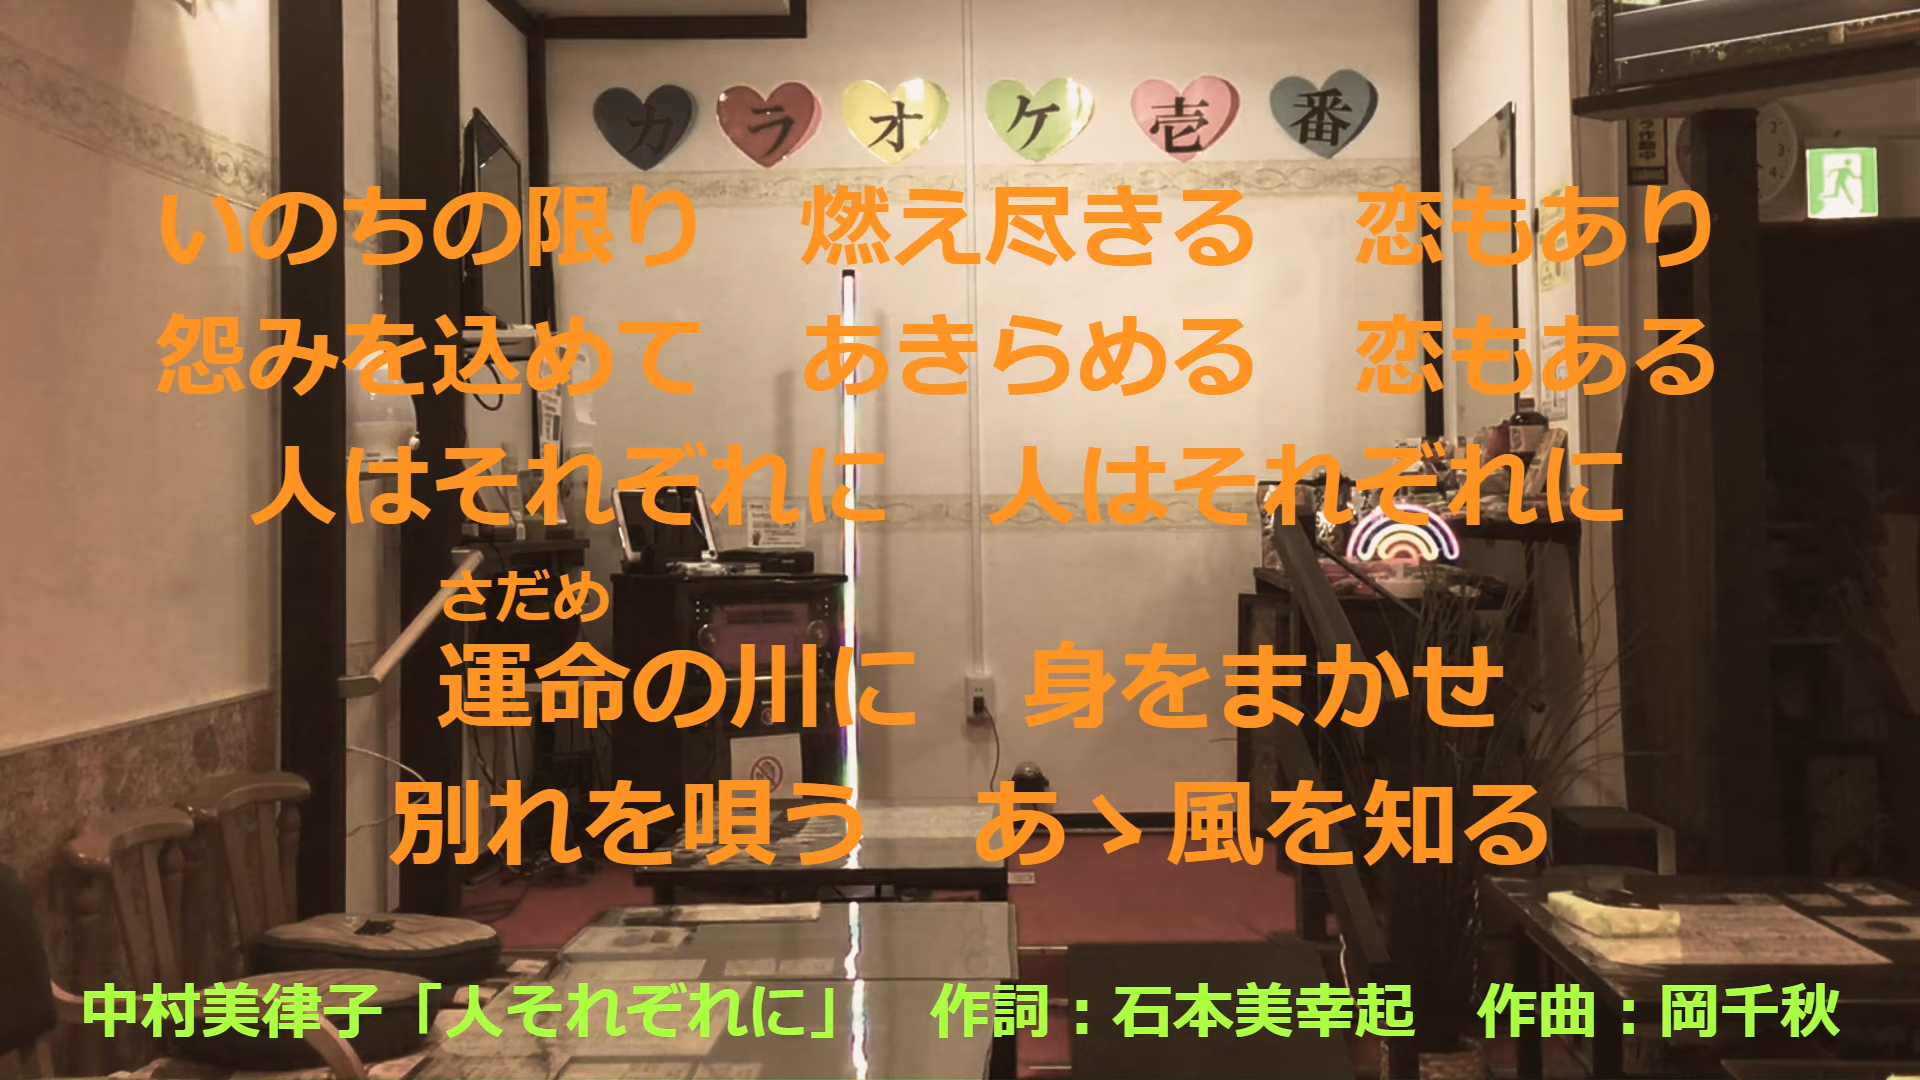 カラオケ壱番
いのちの限り　燃え尽きる　恋もあり
怨みを込めて　あきらめる　恋もある
人はそれぞれに　人はそれぞれに
さだめ
運命の川に　身をまかせ
別れを唄う　あゝ風を知る
中村美律子「人それぞれに」　作詞：石本美幸起　作曲：岡千秋